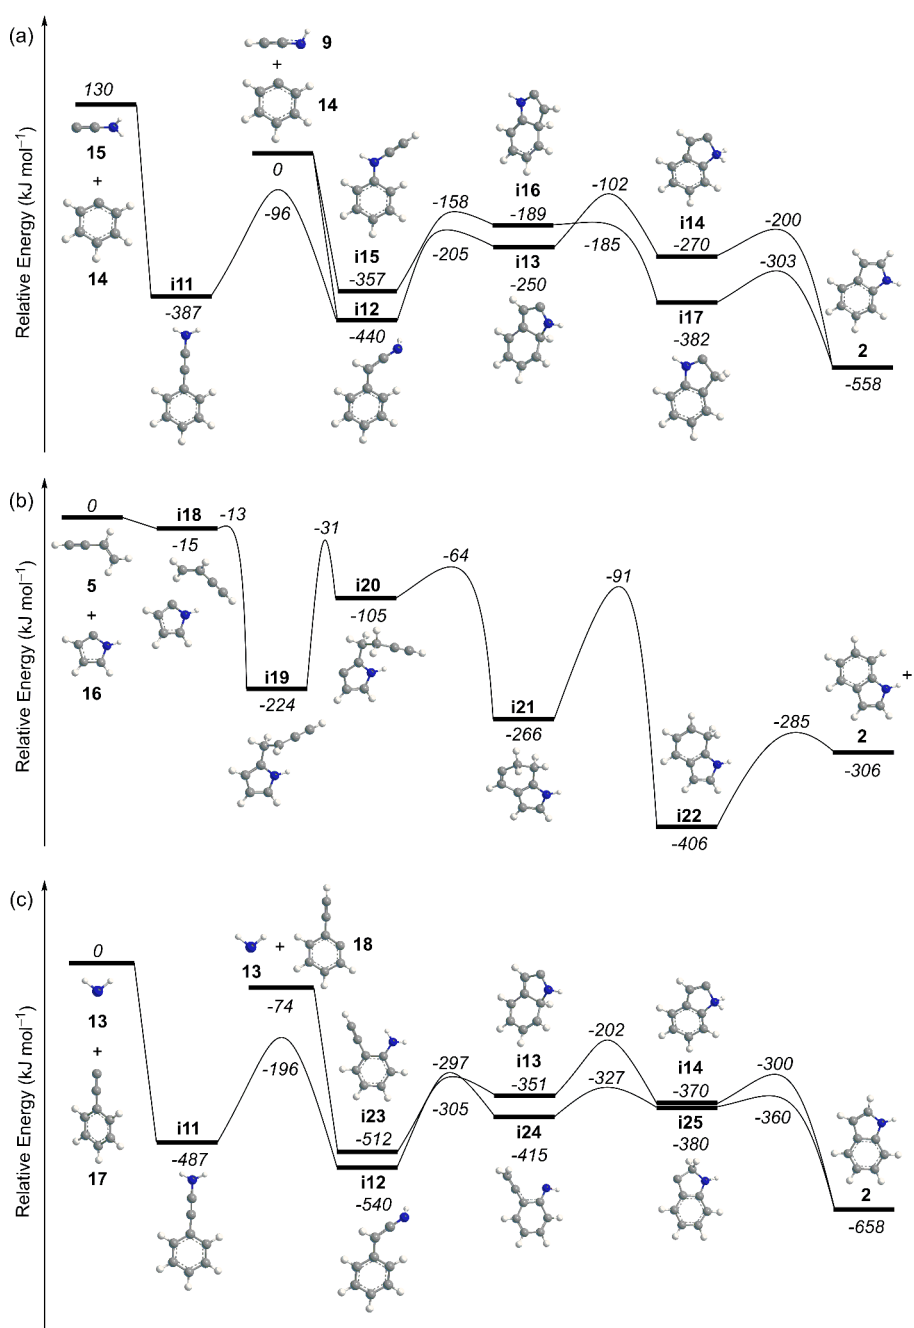 (a)
Relative Energy (kJ mol⁻¹)
130
15
+
14
9
+
14
0
i11
-387
-96
i15
-357
i12
-440
-158
-205
i16
-189
i13
-250
-102
-185
i14
-270
i17
-382
-200
-303
2
-558
(b)
Relative Energy (kJ mol⁻¹)
0
5
+
16
i18
-15
-13
i19
-224
-31
i20
-105
-64
i21
-266
-91
i22
-406
-285
2
+
-306
(c)
Relative Energy (kJ mol⁻¹)
0
13
+
17
i11
-487
13
+
18
-74
-196
i23
-512
i12
-540
-297
-305
i13
-351
i24
-415
-202
-327
i14
-370
i25
-380
-300
-360
2
-658